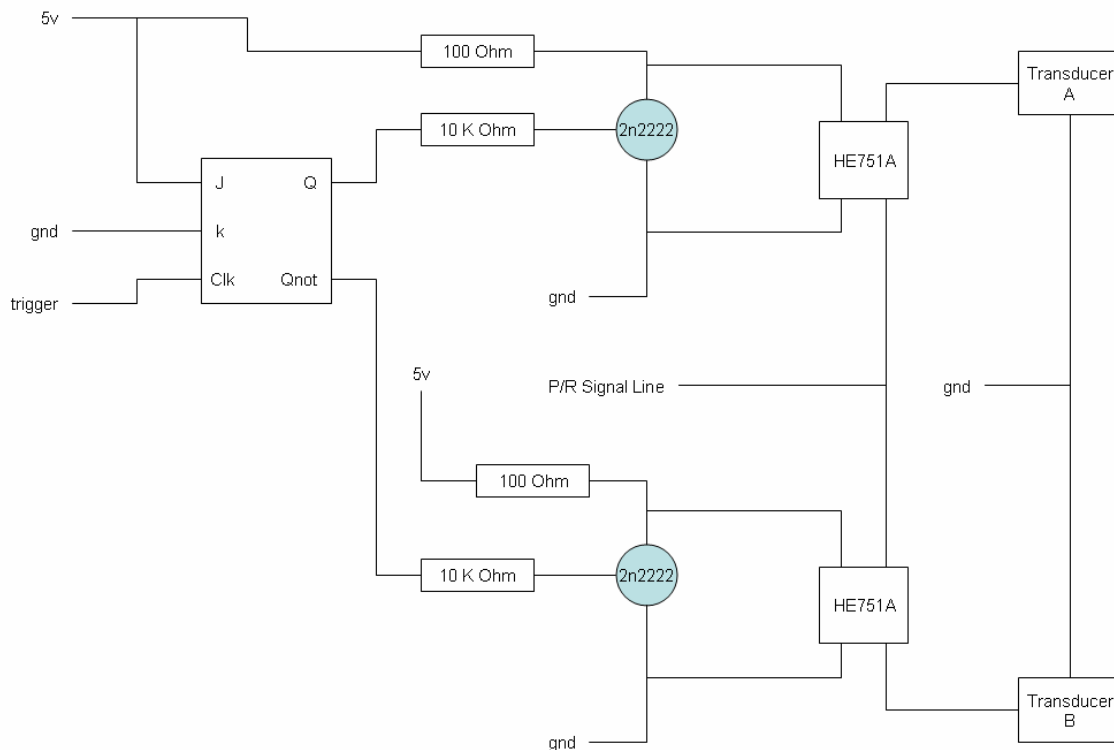 5v
100 Ohm
Transducer
A
10 K Ohm
2n2222
HE751A
J
Q
gnd
k
Clk
Qnot
trigger
gnd
5v
P/R Signal Line
gnd
100 Ohm
10 K Ohm
2n2222
HE751A
Transducer
B
gnd